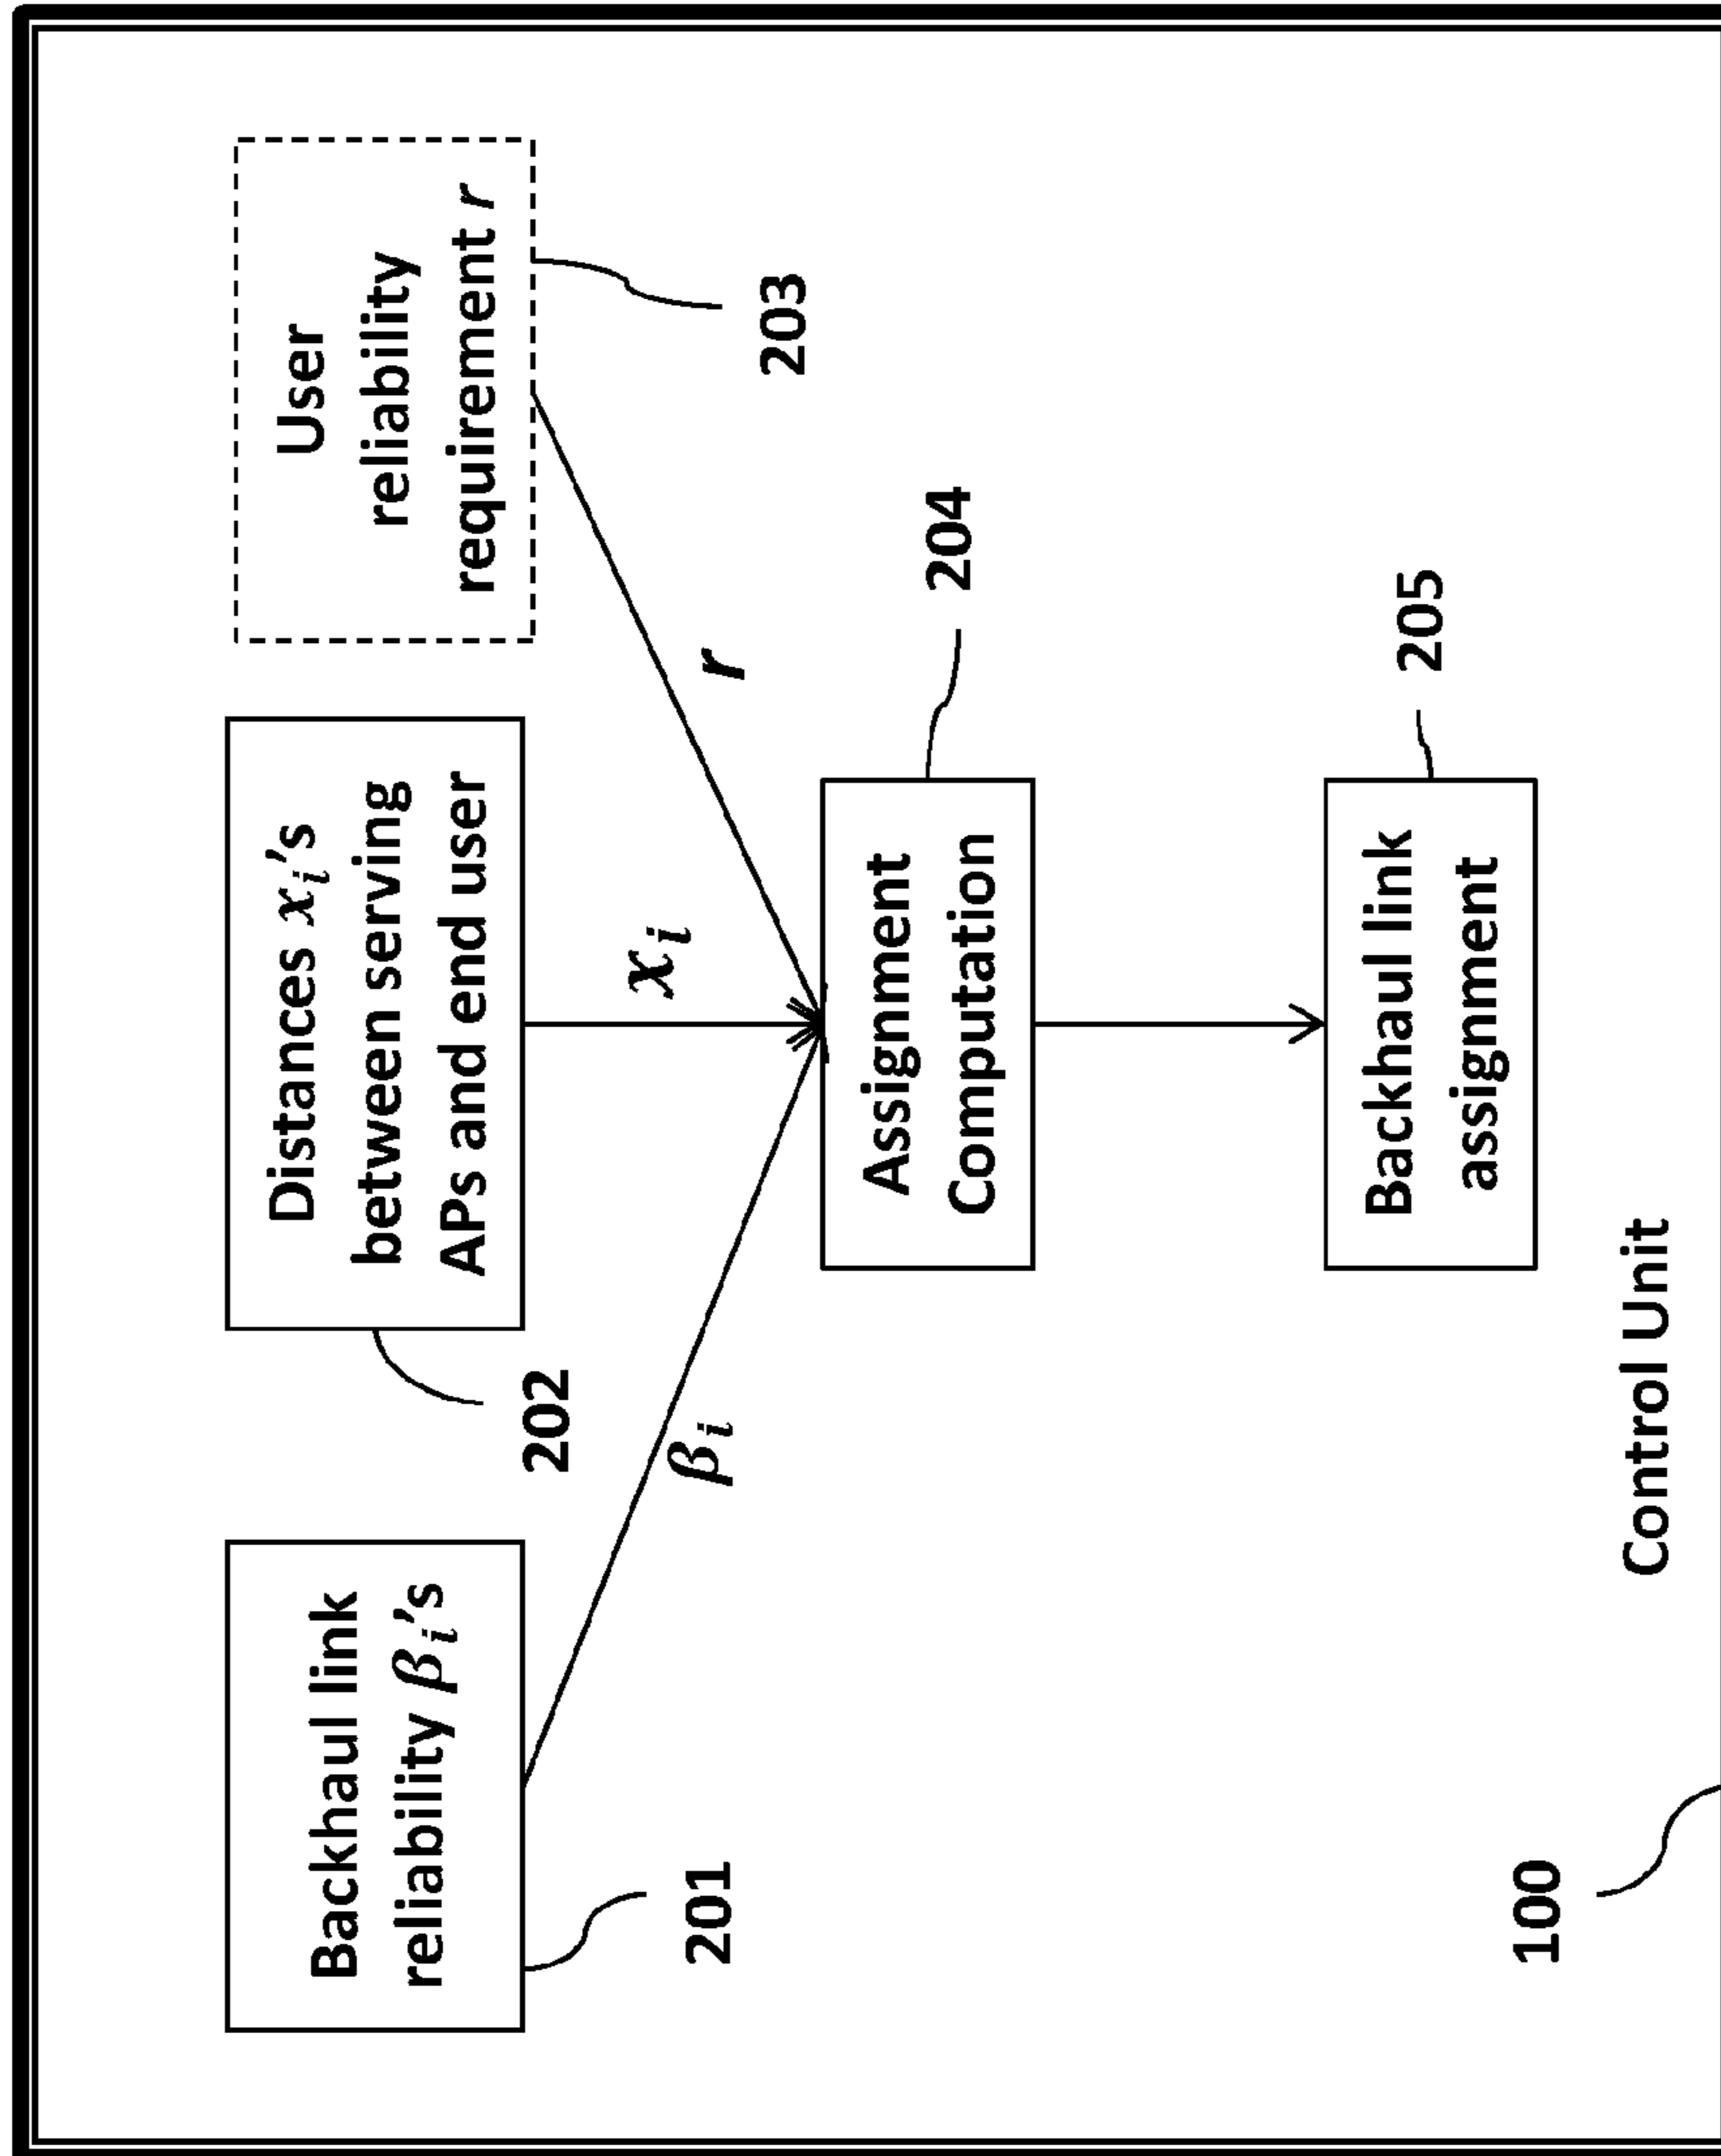 Backhaul link
reliability βᵢ's
201
Distances xᵢ's
between serving
APs and end user
202
User
reliability
requirement r
203
βᵢ
xᵢ
r
Assignment
Computation
204
Backhaul link
assignment
205
Control Unit
100